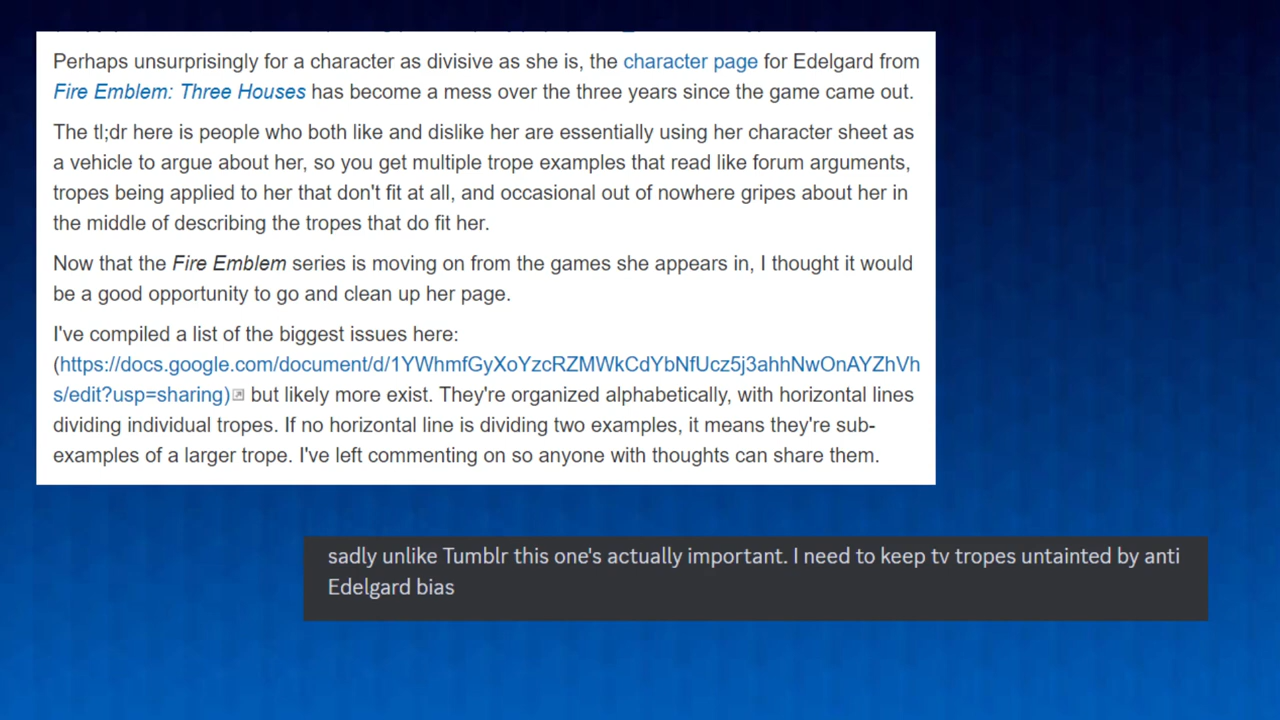 Perhaps unsurprisingly for a character as divisive as she is, the character page for Edelgard from
Fire Emblem: Three Houses has become a mess over the three years since the game came out.
The tl;dr here is people who both like and dislike her are essentially using her character sheet as
a vehicle to argue about her, so you get multiple trope examples that read like forum arguments,
tropes being applied to her that don't fit at all, and occasional out of nowhere gripes about her in
the middle of describing the tropes that do fit her.
Now that the Fire Emblem series is moving on from the games she appears in, I thought it would
be a good opportunity to go and clean up her page.
I've compiled a list of the biggest issues here:
(https://docs.google.com/document/d/1YWhmfGyXoYzcRZMWkCdYbNfUcz5j3ahhNwOnAYZhVh
s/edit?usp=sharing) but likely more exist. They're organized alphabetically, with horizontal lines
dividing individual tropes. If no horizontal line is dividing two examples, it means they're sub-
examples of a larger trope. I've left commenting on so anyone with thoughts can share them.
sadly unlike Tumblr this one's actually important. I need to keep tv tropes untainted by anti
Edelgard bias